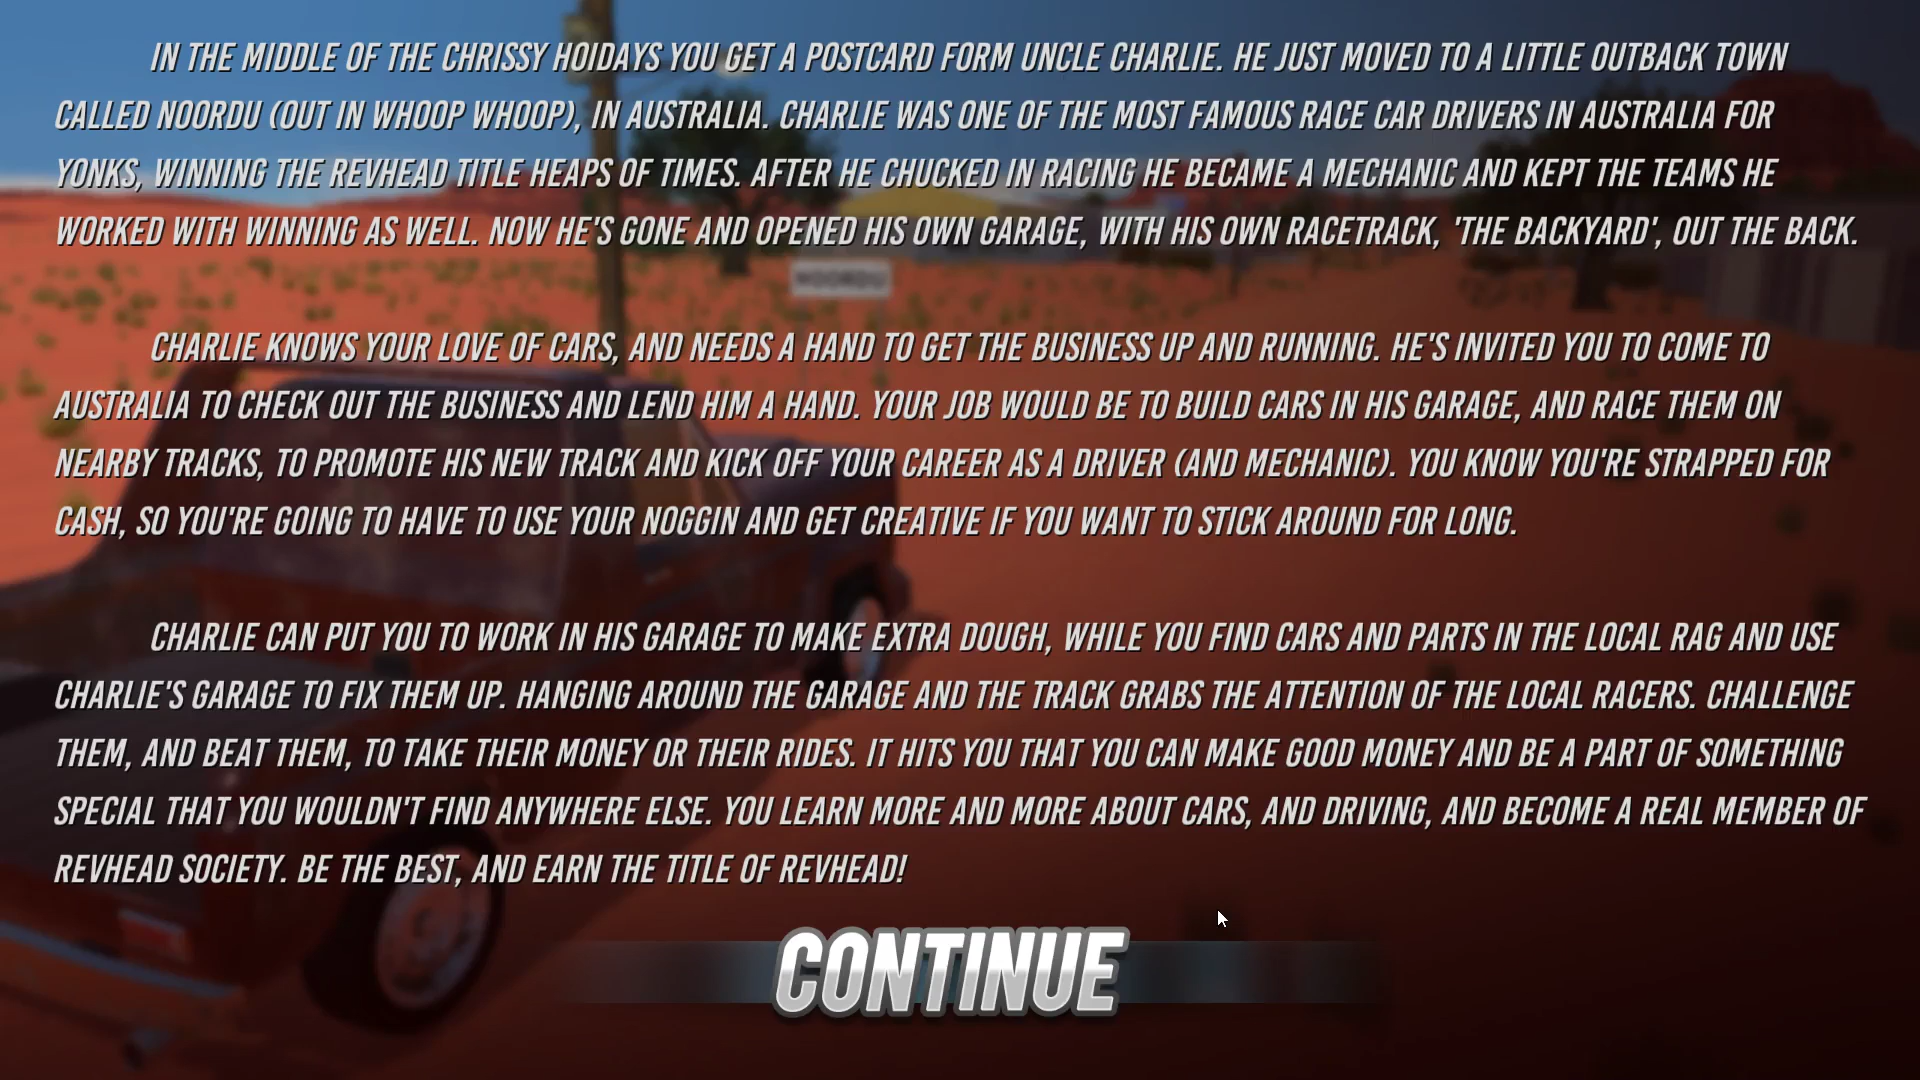 IN THE MIDDLE OF THE CHRISSY HOIDAYS YOU GET A POSTCARD FORM UNCLE CHARLIE. HE JUST MOVED TO A LITTLE OUTBACK TOWN
CALLED NOORDU (OUT IN WHOOP WHOOP), IN AUSTRALIA. CHARLIE WAS ONE OF THE MOST FAMOUS RACE CAR DRIVERS IN AUSTRALIA FOR
YONKS, WINNING THE REVHEAD TITLE HEAPS OF TIMES. AFTER HE CHUCKED IN RACING HE BECAME A MECHANIC AND KEPT THE TEAMS HE
WORKED WITH WINNING AS WELL. NOW HE'S GONE AND OPENED HIS OWN GARAGE, WITH HIS OWN RACETRACK, 'THE BACKYARD', OUT THE BACK.
NOORDU
CHARLIE KNOWS YOUR LOVE OF CARS, AND NEEDS A HAND TO GET THE BUSINESS UP AND RUNNING. HE'S INVITED YOU TO COME TO
AUSTRALIA TO CHECK OUT THE BUSINESS AND LEND HIM A HAND. YOUR JOB WOULD BE TO BUILD CARS IN HIS GARAGE, AND RACE THEM ON
NEARBY TRACKS, TO PROMOTE HIS NEW TRACK AND KICK OFF YOUR CAREER AS A DRIVER (AND MECHANIC). YOU KNOW YOU'RE STRAPPED FOR
CASH, SO YOU'RE GOING TO HAVE TO USE YOUR NOGGIN AND GET CREATIVE IF YOU WANT TO STICK AROUND FOR LONG.
CHARLIE CAN PUT YOU TO WORK IN HIS GARAGE TO MAKE EXTRA DOUGH, WHILE YOU FIND CARS AND PARTS IN THE LOCAL RAG AND USE
CHARLIE'S GARAGE TO FIX THEM UP. HANGING AROUND THE GARAGE AND THE TRACK GRABS THE ATTENTION OF THE LOCAL RACERS. CHALLENGE
THEM, AND BEAT THEM, TO TAKE THEIR MONEY OR THEIR RIDES. IT HITS YOU THAT YOU CAN MAKE GOOD MONEY AND BE A PART OF SOMETHING
SPECIAL THAT YOU WOULDN'T FIND ANYWHERE ELSE. YOU LEARN MORE AND MORE ABOUT CARS, AND DRIVING, AND BECOME A REAL MEMBER OF
REVHEAD SOCIETY. BE THE BEST, AND EARN THE TITLE OF REVHEAD!
CONTINUE